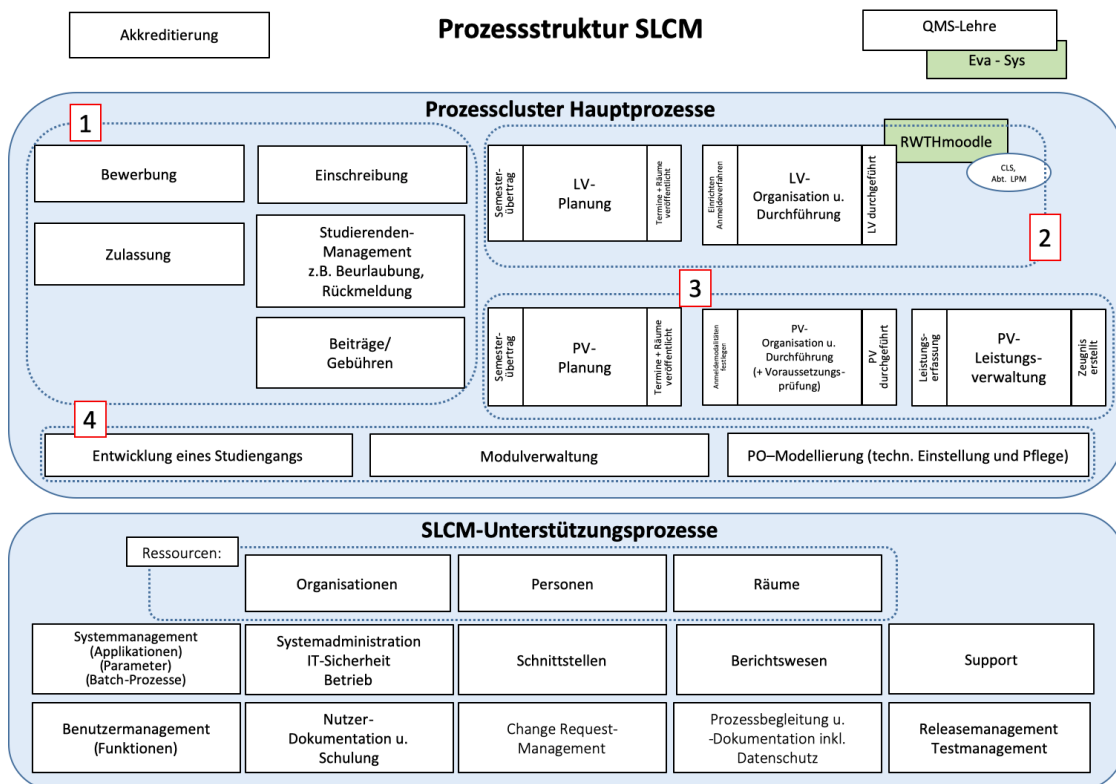 Akkreditierung
Prozessstruktur SLCM
QMS-Lehre
Eva - Sys
Prozesscluster Hauptprozesse
1
Bewerbung
Einschreibung
Zulassung
Studierenden-
Management
z.B. Beurlaubung,
Rückmeldung
Beiträge/
Gebühren
Semester-
übertrag
LV-
Planung
Termine + Räume
veröffentlicht
Einrichten
Anmeldeverfahren
LV-
Organisation u.
Durchführung
LV durchgeführt
RWTHmoodle
CLS,
Abt. LPM
2
3
Semester-
übertrag
PV-
Planung
Termine + Räume
veröffentlicht
Anmeldemodalitäten
festlegen
PV-
Organisation u.
Durchführung
(+ Voraussetzungs-
prüfung)
PV
durchgeführt
Leistungs-
erfassung
PV-
Leistungs-
verwaltung
Zeugnis
erstellt
4
Entwicklung eines Studiengangs
Modulverwaltung
PO–Modellierung (techn. Einstellung und Pflege)
SLCM-Unterstützungsprozesse
Ressourcen:
Organisationen
Personen
Räume
Systemmanagement
(Applikationen)
(Parameter)
(Batch-Prozesse)
Systemadministration
IT-Sicherheit
Betrieb
Schnittstellen
Berichtswesen
Support
Benutzermanagement
(Funktionen)
Nutzer-
Dokumentation u.
Schulung
Change Request-
Management
Prozessbegleitung u.
-Dokumentation inkl.
Datenschutz
Releasemanagement
Testmanagement